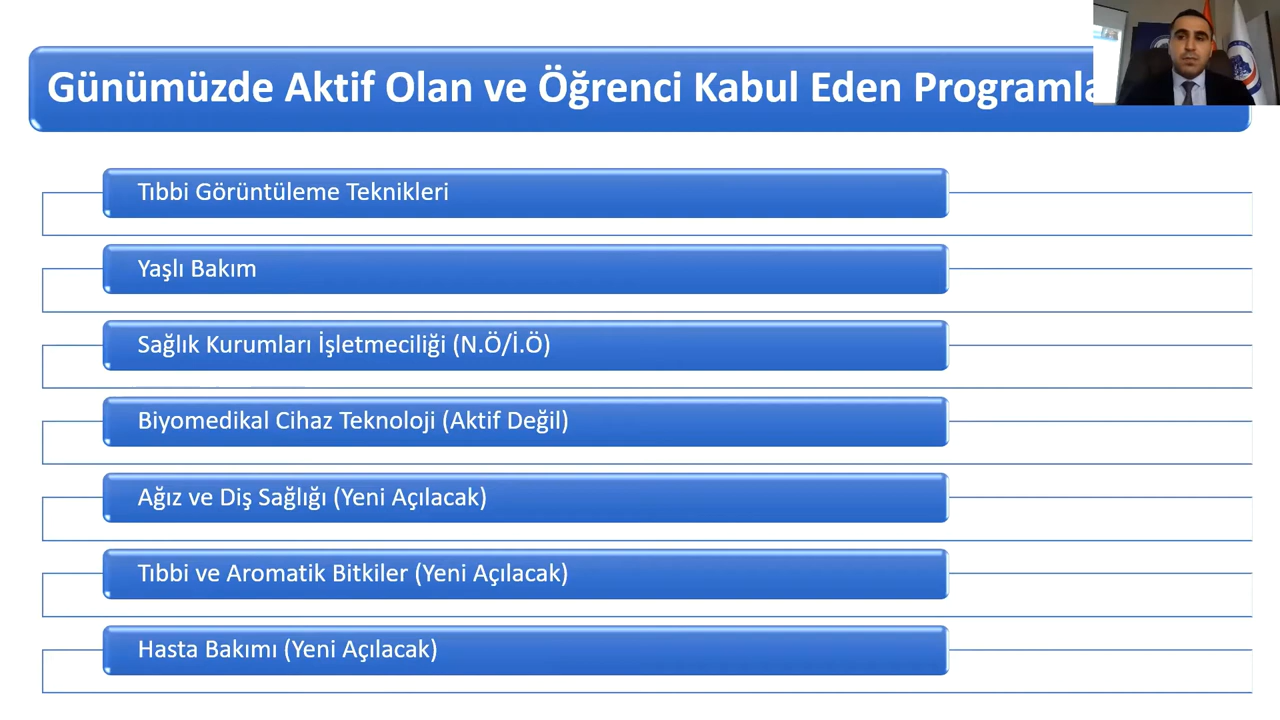 Günümüzde Aktif Olan ve Öğrenci Kabul Eden
Tıbbi Görüntüleme Teknikleri
Yaşlı Bakım
Sağlık Kurumları İşletmeciliği (N.Ö/İ.Ö)
Biyomedikal Cihaz Teknoloji (Aktif Değil)
Ağız ve Diş Sağlığı (Yeni Açılacak)
Tıbbi ve Aromatik Bitkiler (Yeni Açılacak)
Hasta Bakımı (Yeni Açılacak)